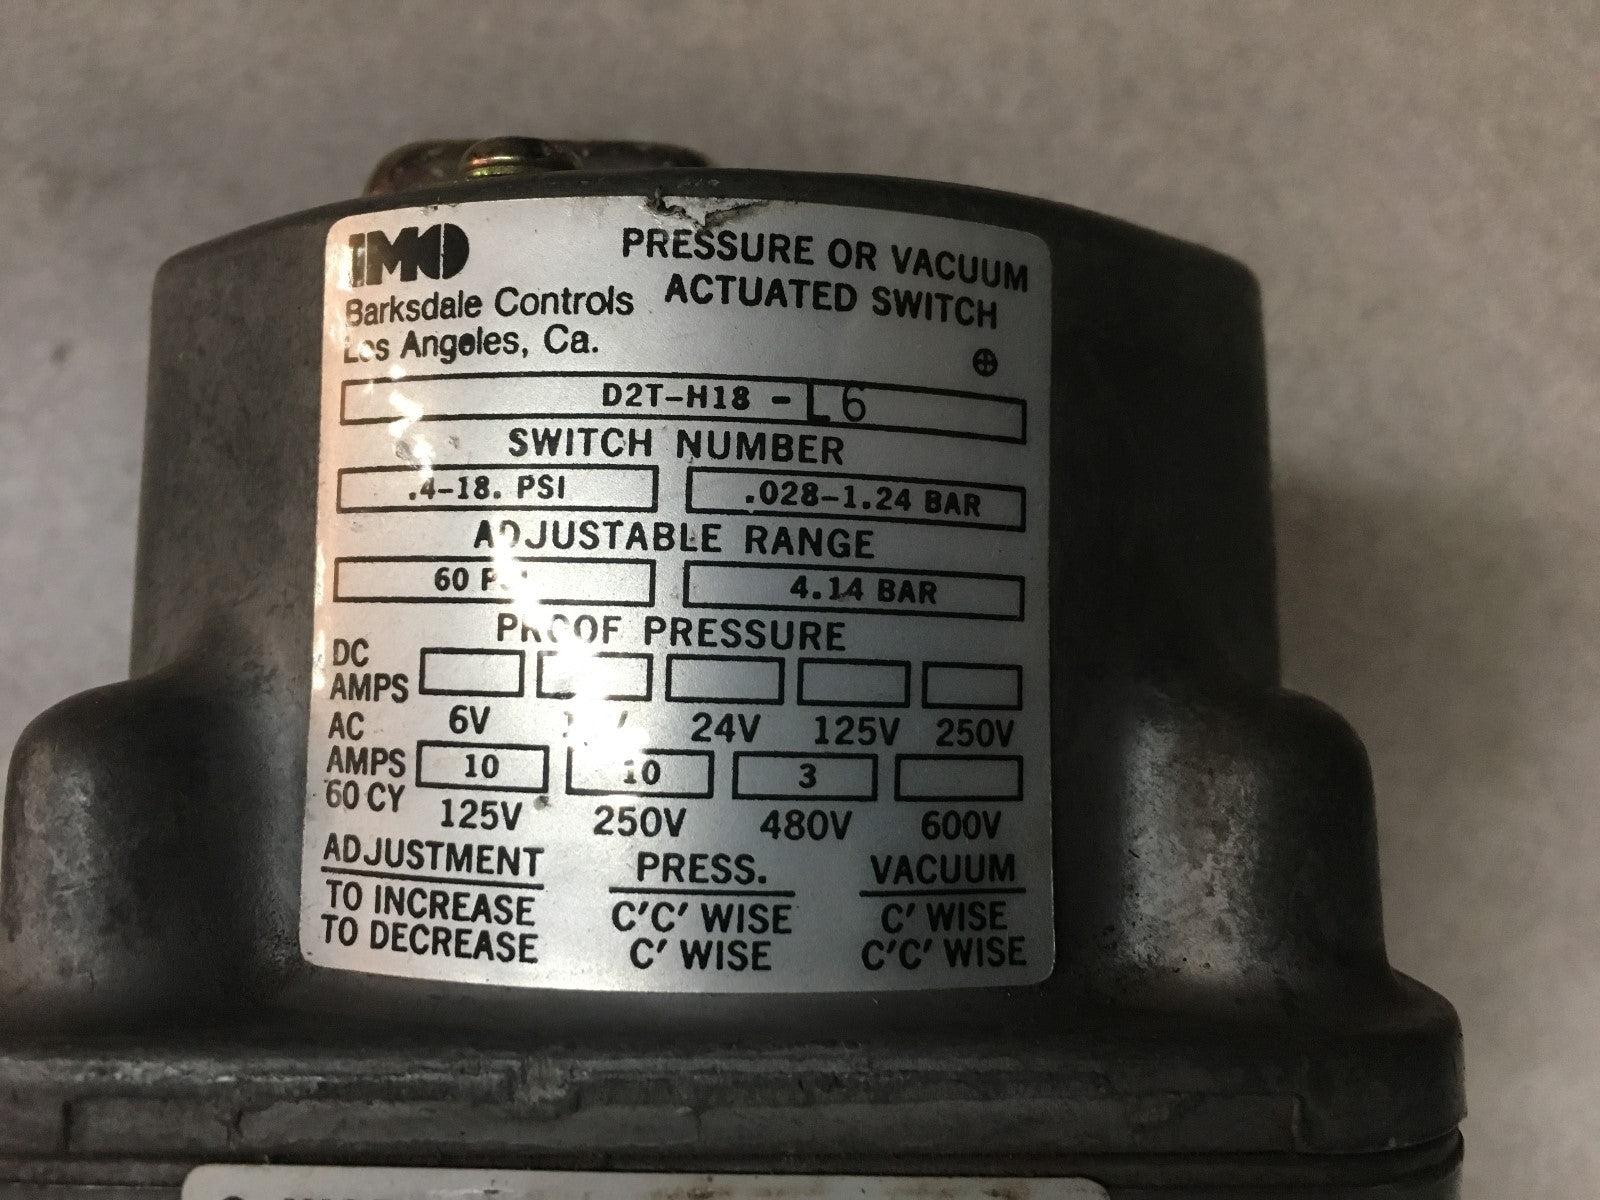 IMO
Barksdale Controls
Los Angeles, Ca.
PRESSURE OR VACUUM
ACTUATED SWITCH
D2T-H18 - L6
SWITCH NUMBER
.4-18. PSI .028-1.24 BAR
ADJUSTABLE RANGE
60 PSI 4.14 BAR
PROOF PRESSURE
DC
AMPS
6V 24V 125V 250V
AC
AMPS
60 CY
10 10 3
125V 250V 480V 600V
ADJUSTMENT PRESS. VACUUM
TO INCREASE C'C' WISE C' WISE
TO DECREASE C' WISE C'C' WISE